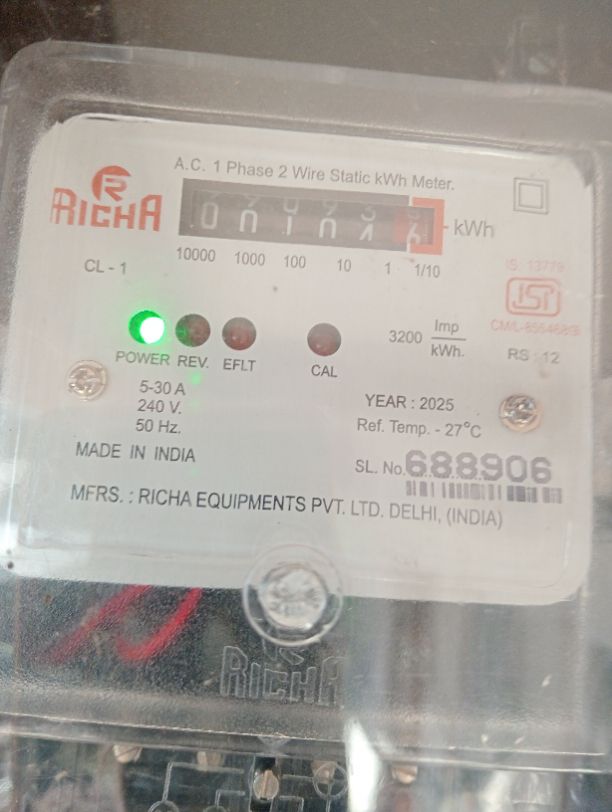 A.C. 1 Phase 2 Wire Static kWh Meter.
RICHA
kWh
10000 1000 100 10 1 1/10
CL - 1
IS: 13779
ISI
3200 Imp/kWh.
RS : 12
POWER REV. EFLT CAL
5-30 A
240 V.
50 Hz.
YEAR : 2025
Ref. Temp. - 27°C
MADE IN INDIA
SL. No. 688906
MFRS. : RICHA EQUIPMENTS PVT. LTD. DELHI, (INDIA)
RICHA